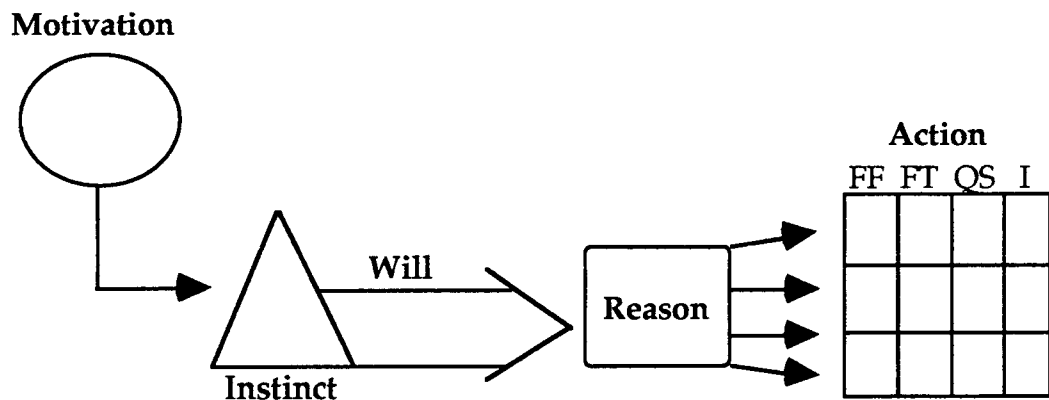 Motivation
Action
FF FT QS I
Will
Reason
Instinct